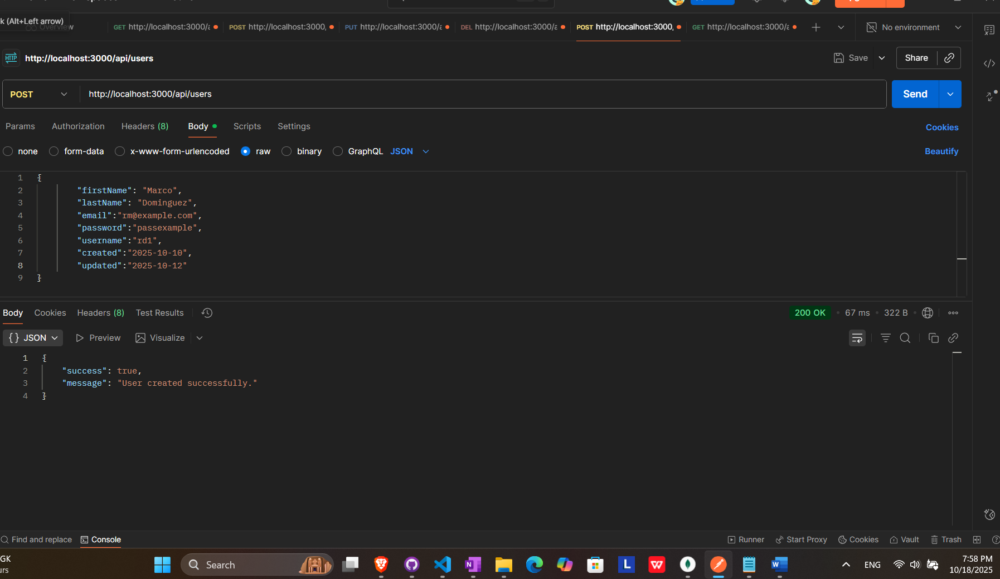 k (Alt+Left arrow)
Overview
GET http://localhost:3000/a
POST http://localhost:3000,
PUT http://localhost:3000/a
DEL http://localhost:3000/a
POST http://localhost:3000,
GET http://localhost:3000/a
No environment
HTTP http://localhost:3000/api/users
Save
Share
POST http://localhost:3000/api/users
Send
Params Authorization Headers (8) Body Scripts Settings
Cookies
none form-data x-www-form-urlencoded raw binary GraphQL JSON
Beautify
1 {
2 "firstName": "Marco",
3 "lastName": "Dominguez",
4 "email":"rm@example.com",
5 "password":"passexample",
6 "username":"rd1",
7 "created":"2025-10-10",
8 "updated":"2025-10-12"
9 }
Body Cookies Headers (8) Test Results
200 OK • 67 ms • 322 B
{} JSON Preview Visualize
1 {
2 "success": true,
3 "message": "User created successfully."
4 }
Find and replace Console
Runner Start Proxy Cookies Vault Trash
GK
urs
Search
ENG
7:58 PM
10/18/2025